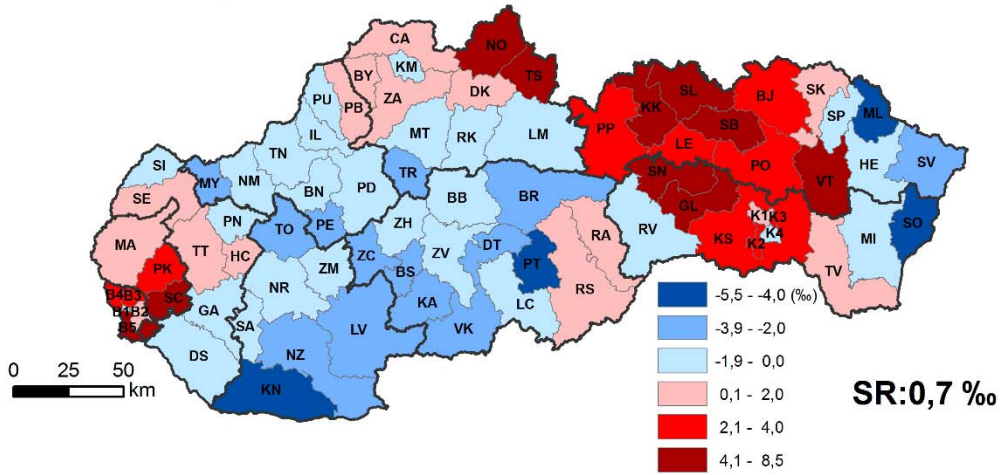 CA
NO
TS
BY
KM
PU
PB
ZA
DK
IL
MT
RK
LM
PP
KK
SL
BJ
SK
SP
ML
SB
LE
PO
VT
HE
SV
SN
GL
KS
K1 K3
K2 K4
SO
MI
TV
SI
MY
NM
TN
BN
PD
TR
SE
PN
TO
PE
ZH
BB
BR
RV
MA
TT
HC
PK
SC
B4B3
B1B2
B5
GA
NR
ZM
ZC
BS
ZV
DT
PT
RA
RS
LC
SA
KA
VK
LV
NZ
DS
KN
0 25 50
km
-5,5 - -4,0 (‰)
-3,9 - -2,0
-1,9 - 0,0
0,1 - 2,0
2,1 - 4,0
4,1 - 8,5
SR:0,7 ‰